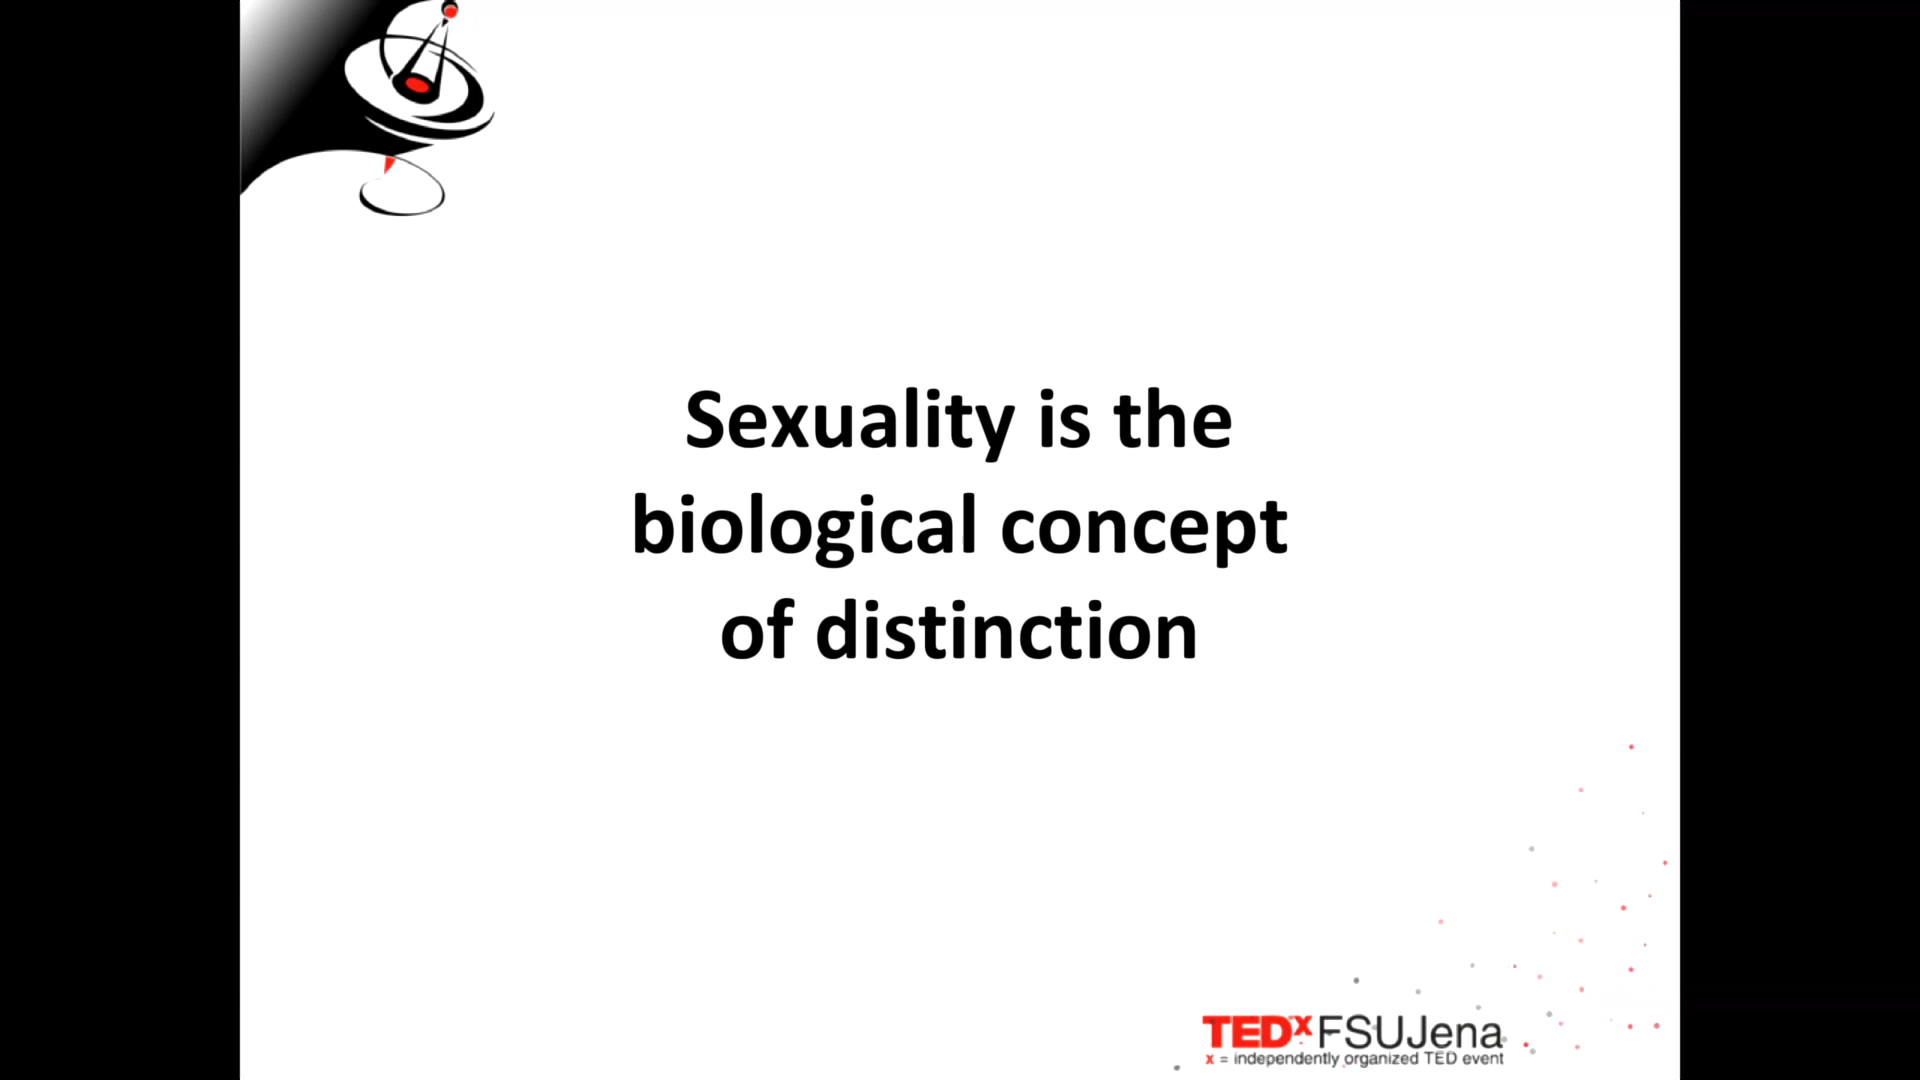 Sexuality is the
biological concept
of distinction
TEDxFSUJena
x = independently organized TED event